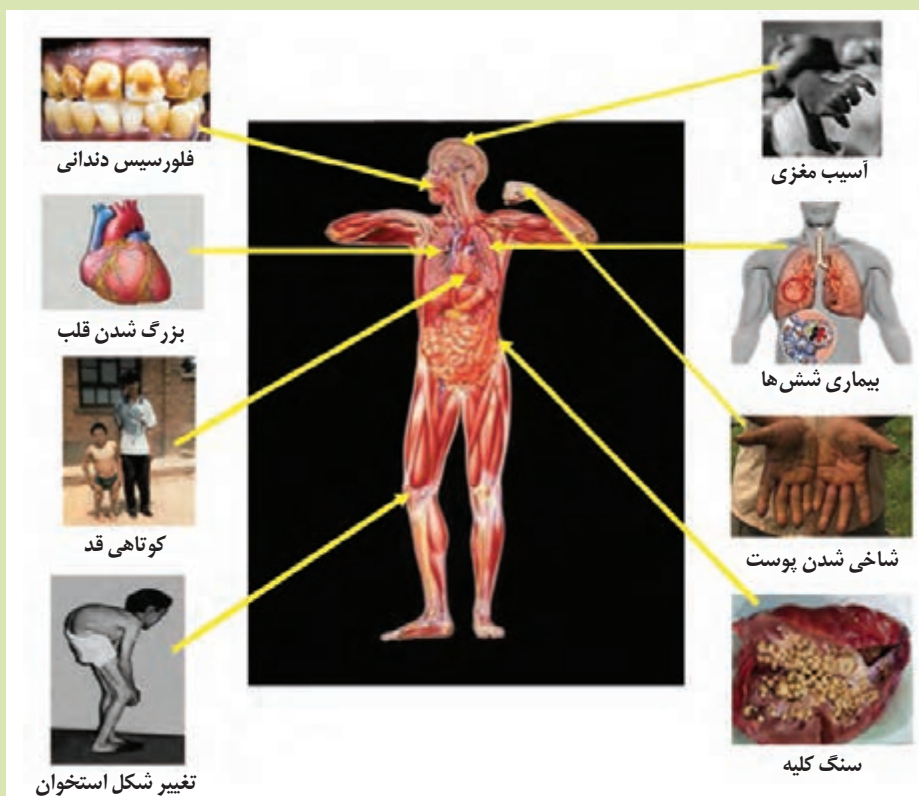 فلورسیس دندانی
آسیب مغزی
بزرگ شدن قلب
بیماری شش‌ها
کوتاهی قد
شاخی شدن پوست
تغییر شکل استخوان
سنگ کلیه